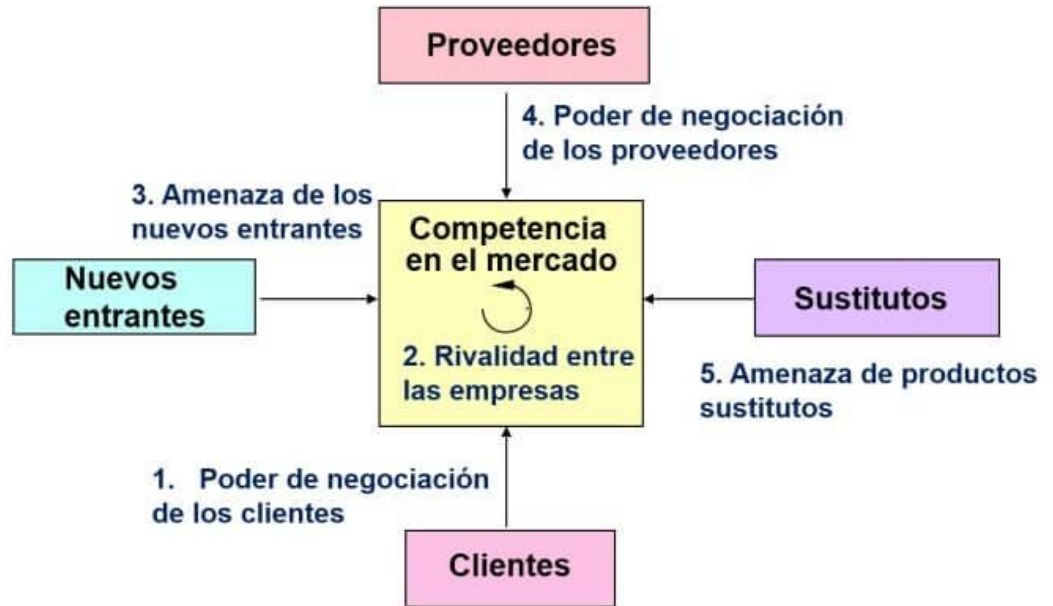 Proveedores
4. Poder de negociación
de los proveedores
3. Amenaza de los
nuevos entrantes
Competencia
en el mercado
Nuevos
entrantes
Sustitutos
2. Rivalidad entre
las empresas
5. Amenaza de productos
sustitutos
1. Poder de negociación
de los clientes
Clientes